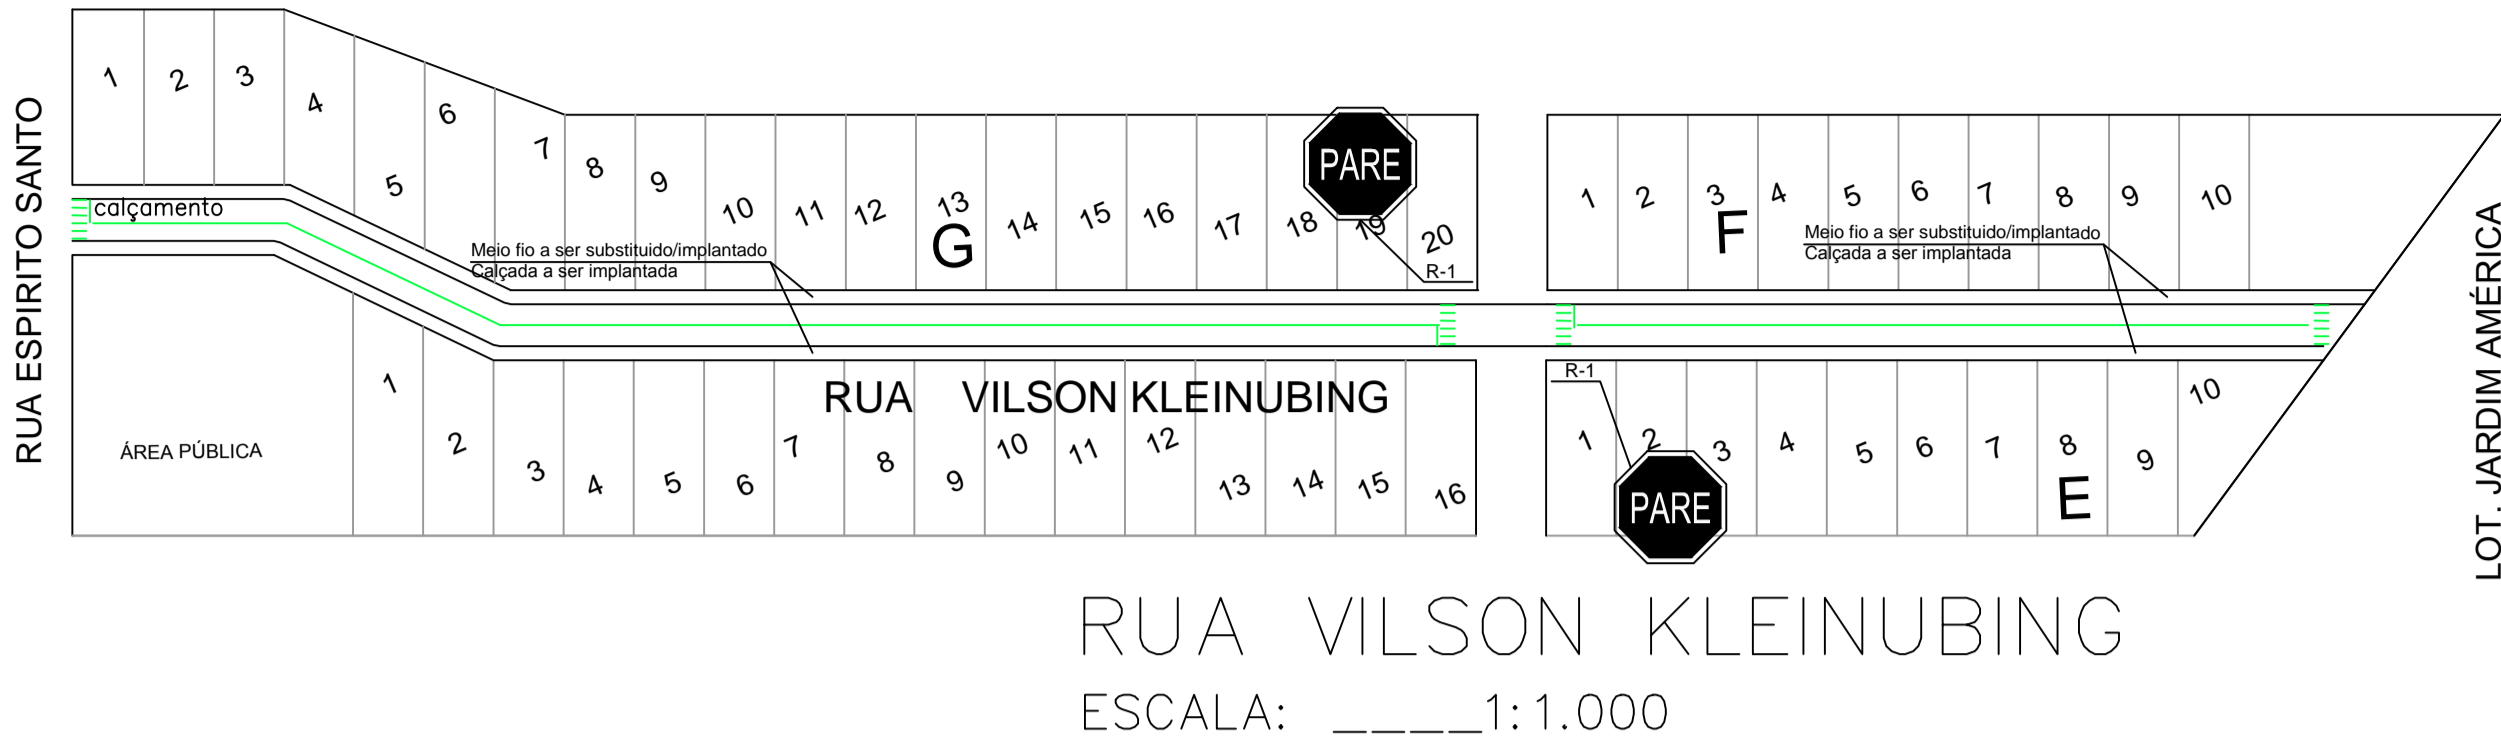 RUA ESPIRITO SANTO
1 2 3 4 5 6 7 8 9 10 11 12 13 14 15 16 17 18 19 20
G
PARE
R-1
calçamento
Meio fio a ser substituido/implantado
Calçada a ser implantada
1 2 3 4 5 6 7 8 9 10
F
Meio fio a ser substituido/implantado
Calçada a ser implantada
LOT. JARDIM AMÉRICA
RUA VILSON KLEINUBING
ÁREA PÚBLICA
1 2 3 4 5 6 7 8 9 10 11 12 13 14 15 16
R-1
1 2 3 4 5 6 7 8 9 10
PARE
E
RUA VILSON KLEINUBING
ESCALA: ____1:1.000